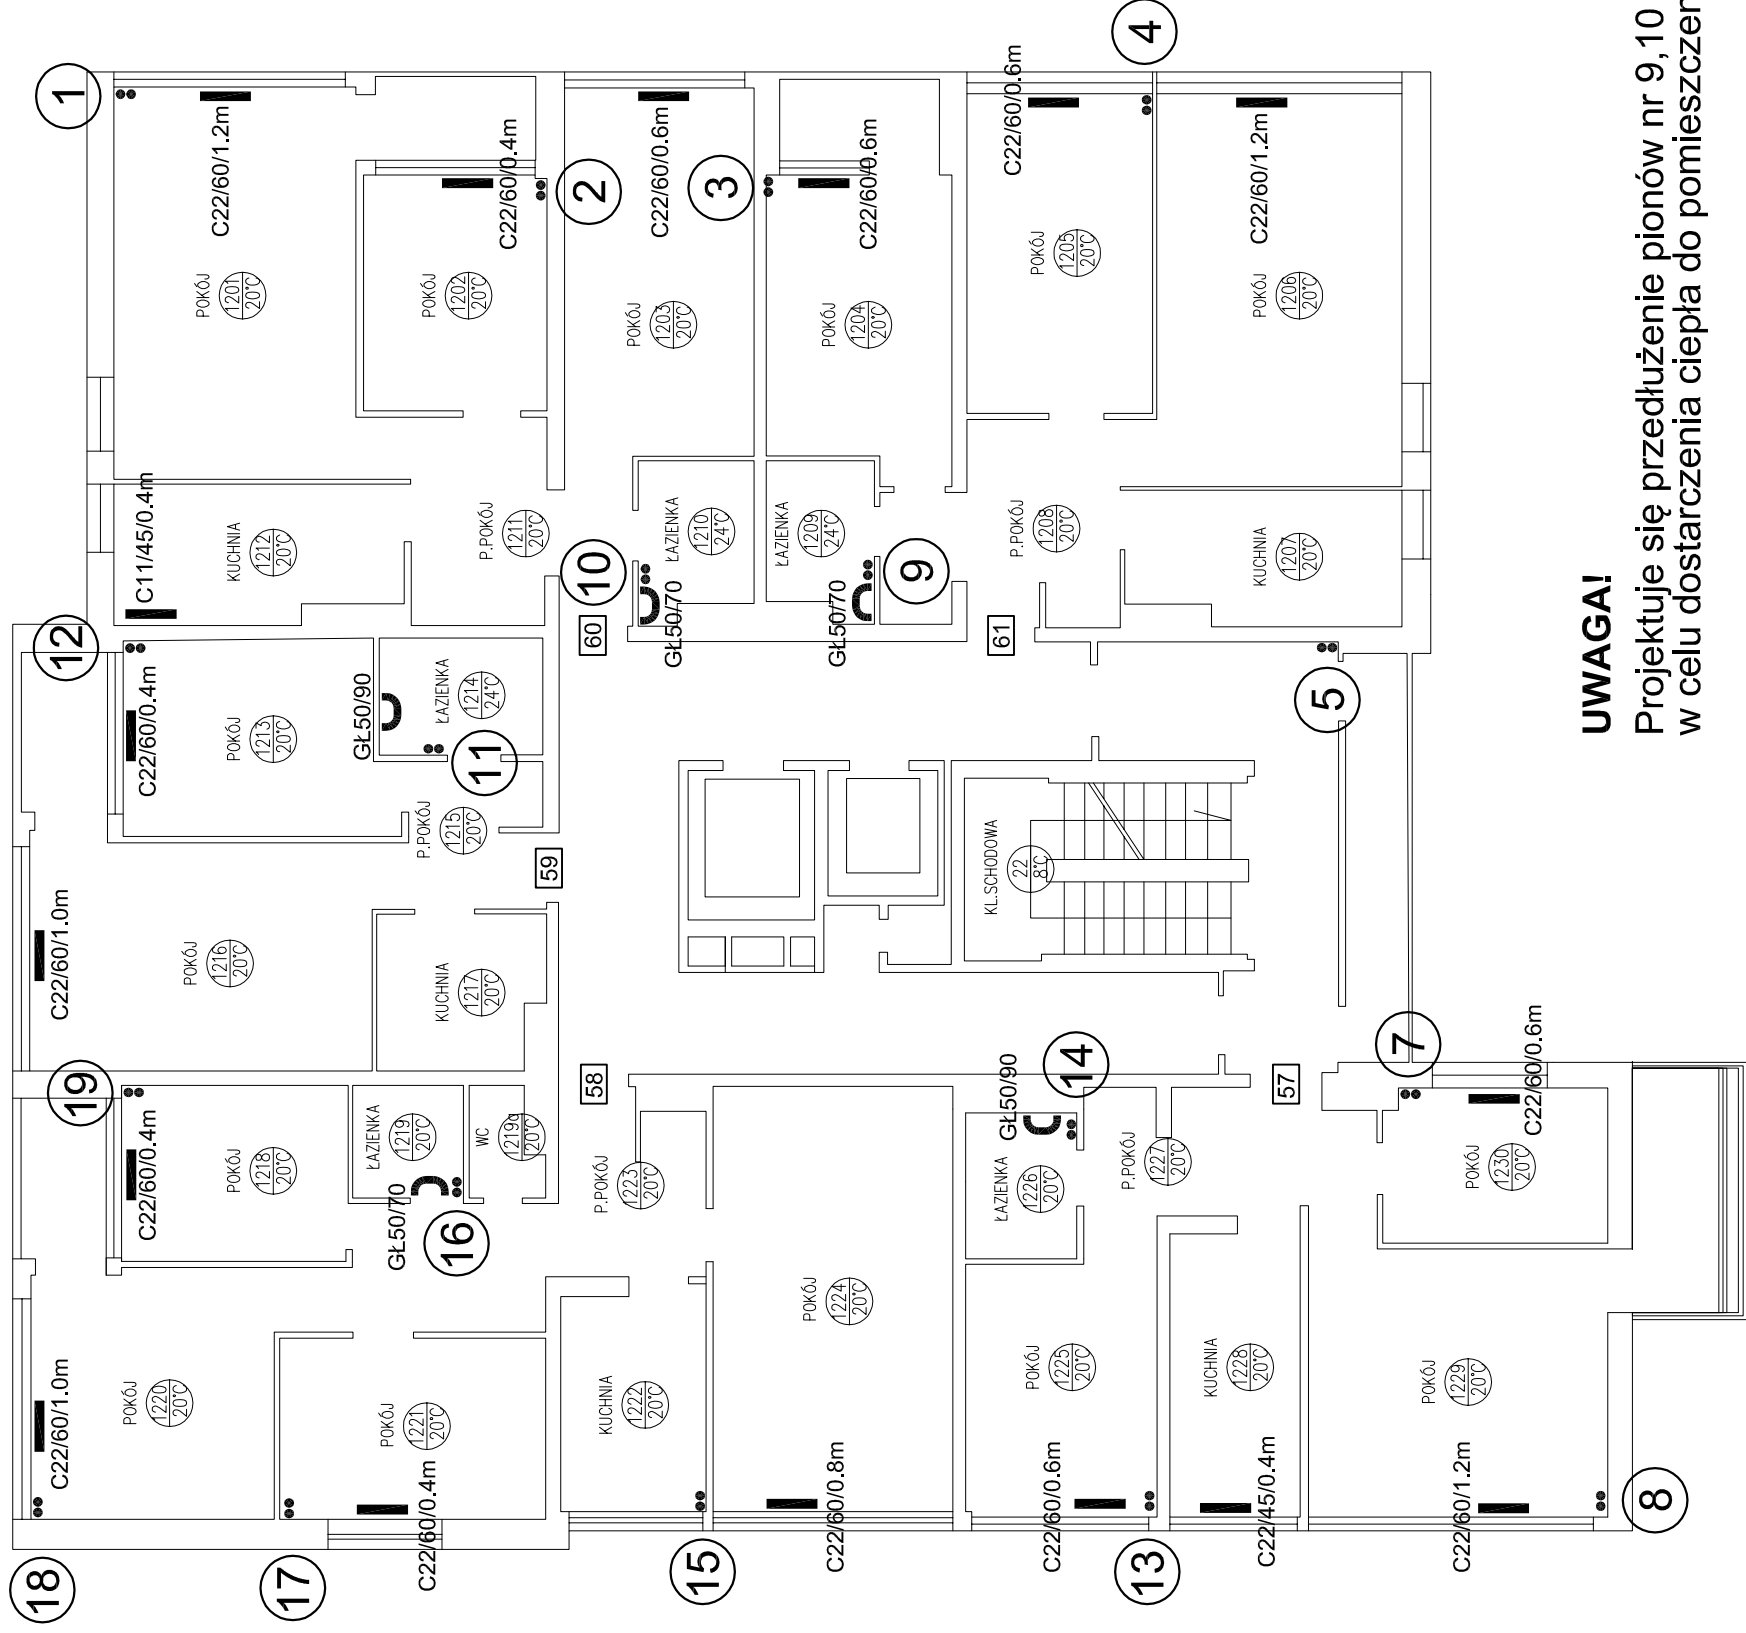 1
C22/60/1.2m
POKÓJ
1201
20°C
C22/60/0.4m
POKÓJ
1202
20°C
2
C22/60/0.6m
POKÓJ
1203
20°C
3
C22/60/0.6m
POKÓJ
1204
20°C
C22/60/0.6m
POKÓJ
1205
20°C
4
C22/60/1.2m
POKÓJ
1206
20°C
C11/45/0.4m
KUCHNIA
1212
20°C
P.POKÓJ
1211
20°C
10
ŁAZIENKA
1210
24°C
GŁ50/70
60
ŁAZIENKA
1209
24°C
GŁ50/70
9
P.POKÓJ
1208
20°C
61
KUCHNIA
1207
20°C
12
C22/60/0.4m
POKÓJ
1213
20°C
GŁ50/90
ŁAZIENKA
1214
24°C
11
P.POKÓJ
1215
20°C
59
5
KL.SCHODOWA
22
8°C
C22/60/1.0m
POKÓJ
1216
20°C
KUCHNIA
1217
20°C
19
C22/60/0.4m
POKÓJ
1218
20°C
ŁAZIENKA
1219
20°C
GŁ50/70
16
WC
1219a
20°C
58
P.POKÓJ
1223
20°C
GŁ50/90
14
ŁAZIENKA
1226
20°C
P.POKÓJ
1227
20°C
57
7
C22/60/0.6m
POKÓJ
1230
20°C
C22/60/1.0m
POKÓJ
1220
20°C
18
POKÓJ
1221
20°C
C22/60/0.4m
17
KUCHNIA
1222
20°C
15
POKÓJ
1224
20°C
C22/60/0.8m
POKÓJ
1225
20°C
C22/60/0.6m
13
KUCHNIA
1228
20°C
C22/45/0.4m
POKÓJ
1229
20°C
C22/60/1.2m
8
UWAGA!
Projektuje się przedłużenie pionów nr 9,10
w celu dostarczenia ciepła do pomieszczeń